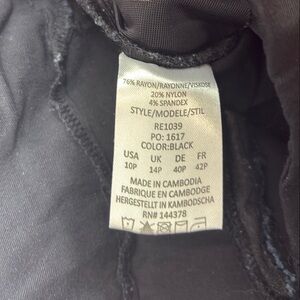 76% RAYON/RAYONNE/VISKOSE
20% NYLON
4% SPANDEX
STYLE/MODELE/STIL
RE1039
PO: 1617
COLOR:BLACK
USA UK DE FR
10P 14P 40P 42P
MADE IN CAMBODIA
FABRIQUE EN CAMBODGE
HERGESTELLT IN KAMBODSCHA
RN# 144378